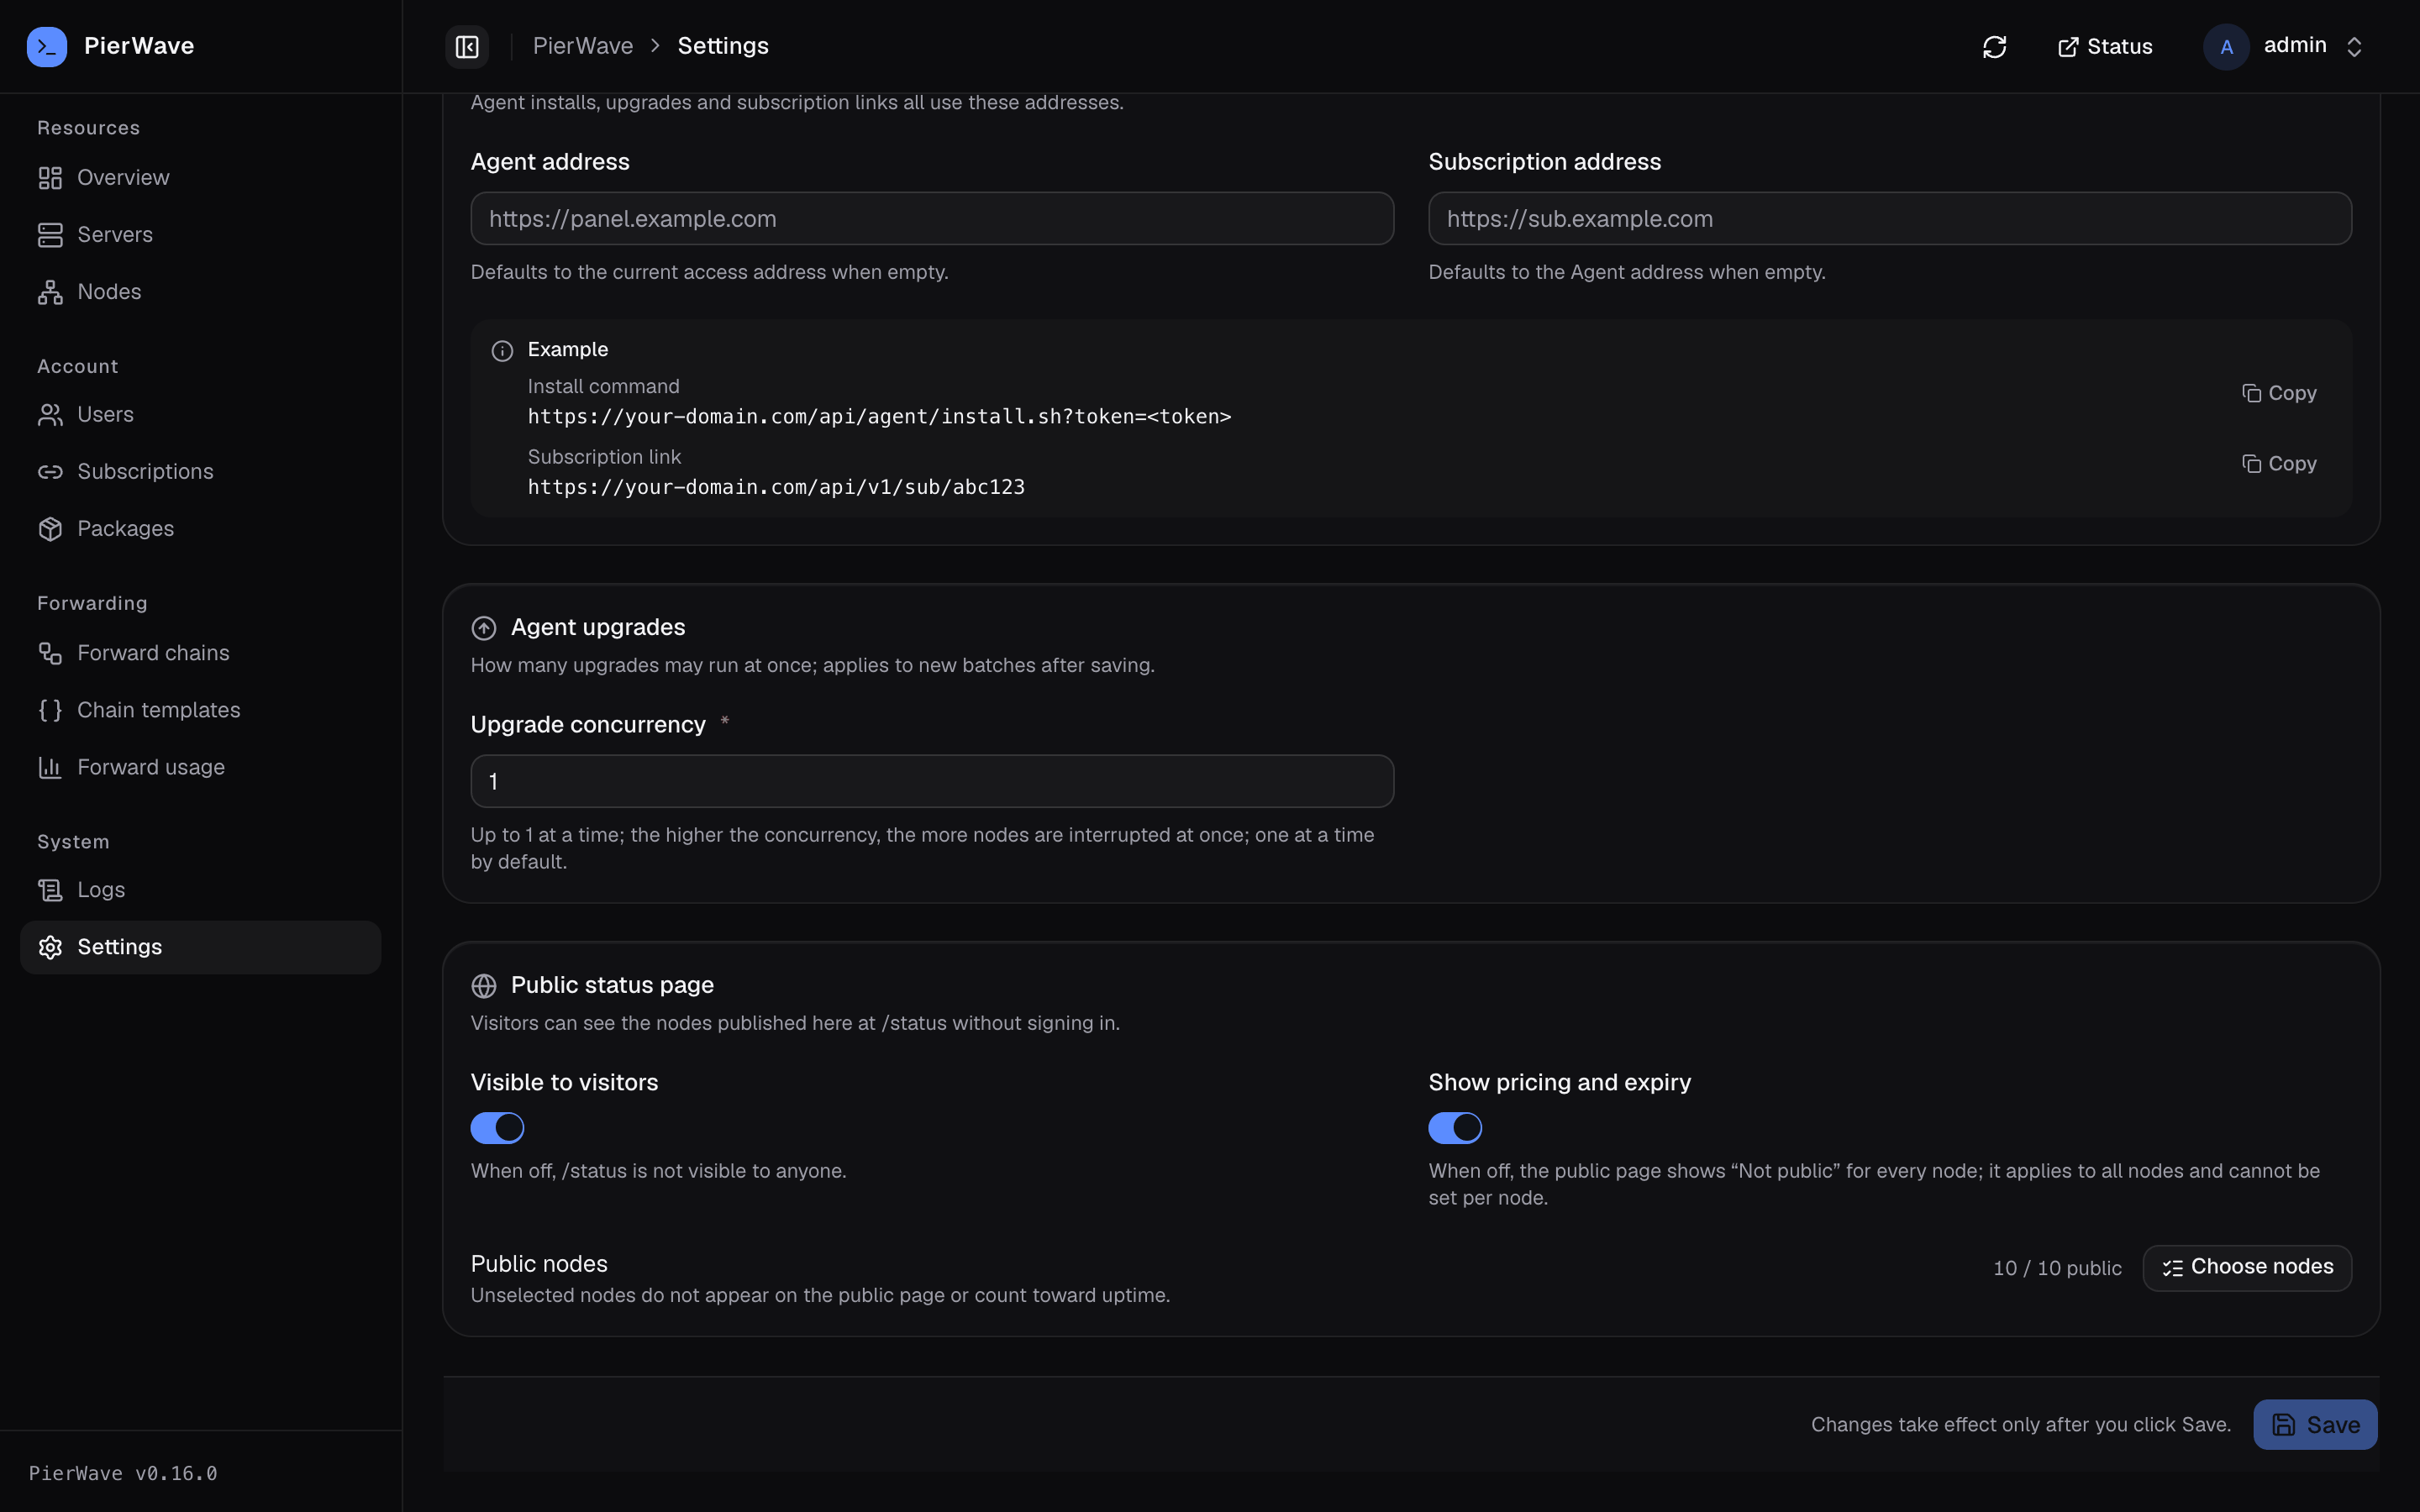 PierWave
Resources
Overview
Servers
Nodes
Account
Users
Subscriptions
Packages
Forwarding
Forward chains
Chain templates
Forward usage
System
Logs
Settings
PierWave v0.16.0
PierWave > Settings
Status
A
admin
Agent installs, upgrades and subscription links all use these addresses.
Agent address
https://panel.example.com
Defaults to the current access address when empty.
Subscription address
https://sub.example.com
Defaults to the Agent address when empty.
Example
Install command
https://your-domain.com/api/agent/install.sh?token=<token>
Copy
Subscription link
https://your-domain.com/api/v1/sub/abc123
Copy
Agent upgrades
How many upgrades may run at once; applies to new batches after saving.
Upgrade concurrency *
1
Up to 1 at a time; the higher the concurrency, the more nodes are interrupted at once; one at a time
by default.
Public status page
Visitors can see the nodes published here at /status without signing in.
Visible to visitors
When off, /status is not visible to anyone.
Show pricing and expiry
When off, the public page shows “Not public” for every node; it applies to all nodes and cannot be
set per node.
Public nodes
Unselected nodes do not appear on the public page or count toward uptime.
10 / 10 public
Choose nodes
Changes take effect only after you click Save.
Save